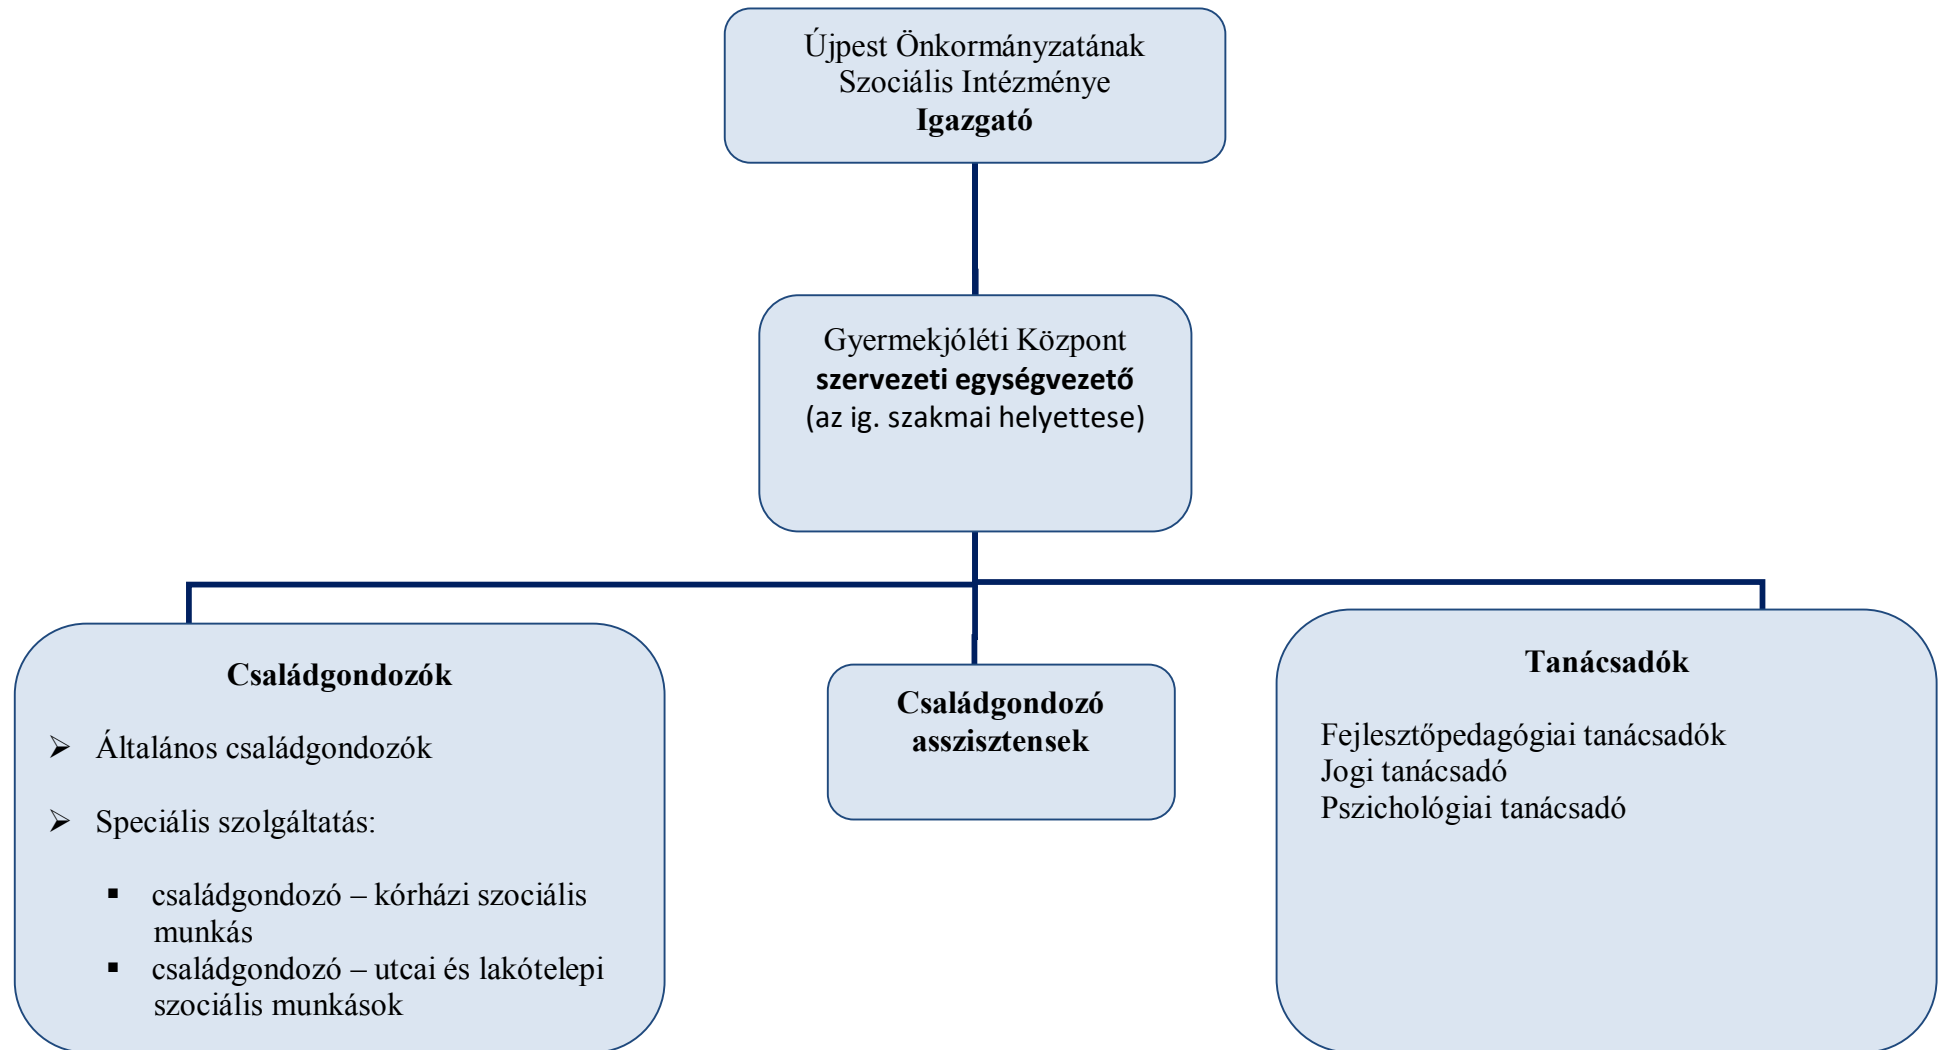 Újpest Önkormányzatának
Szociális Intézménye
Igazgató
Gyermekjóléti Központ
szervezeti egységvezető
(az ig. szakmai helyettese)
Családgondozók
➢ Általános családgondozók
➢ Speciális szolgáltatás:
▪ családgondozó – kórházi szociális
munkás
▪ családgondozó – utcai és lakótelepi
szociális munkások
Családgondozó
asszisztensek
Tanácsadók
Fejlesztőpedagógiai tanácsadók
Jogi tanácsadó
Pszichológiai tanácsadó